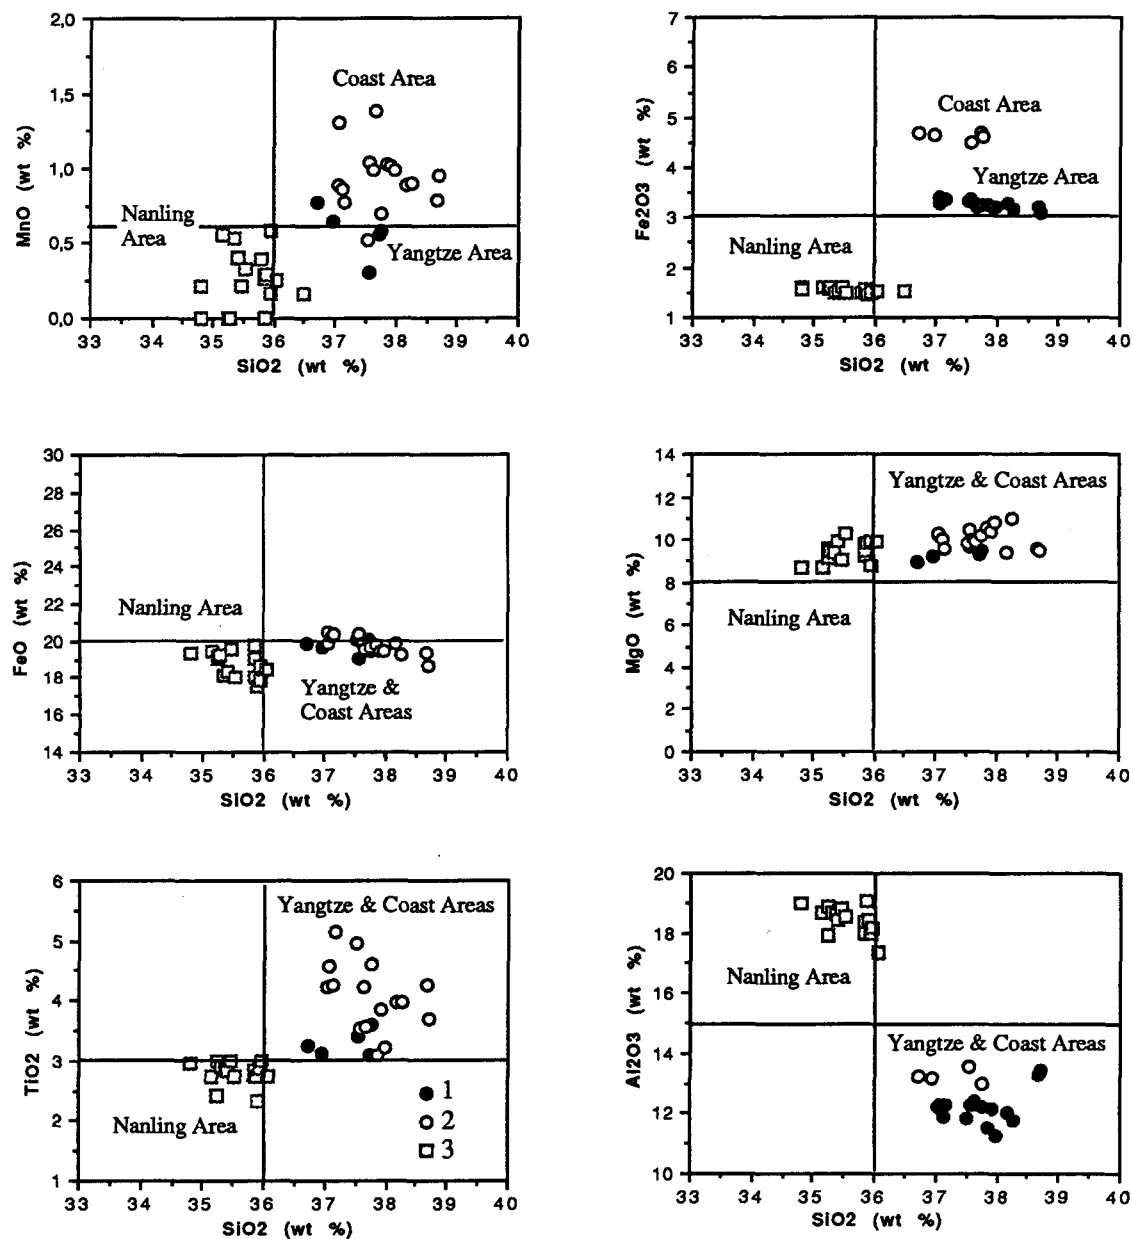 2,0
1,5
1,0
0,5
0,0
MnO (wt %)
Coast Area
Nanling
Area
Yangtze Area
33 34 35 36 37 38 39 40
SiO2 (wt %)
7
6
5
4
3
2
1
Fe2O3 (wt %)
Coast Area
Yangtze Area
Nanling Area
33 34 35 36 37 38 39 40
SiO2 (wt %)
30
28
26
24
22
20
18
16
14
FeO (wt %)
Nanling Area
Yangtze &
Coast Areas
33 34 35 36 37 38 39 40
SiO2 (wt %)
14
12
10
8
6
4
2
0
MgO (wt %)
Yangtze & Coast Areas
Nanling Area
33 34 35 36 37 38 39 40
SiO2 (wt %)
6
5
4
3
2
1
TiO2 (wt %)
Yangtze & Coast Areas
Nanling Area
1
2
3
33 34 35 36 37 38 39 40
SiO2 (wt %)
20
18
16
14
12
10
Al2O3 (wt %)
Nanling Area
Yangtze & Coast Areas
33 34 35 36 37 38 39 40
SiO2 (wt %)